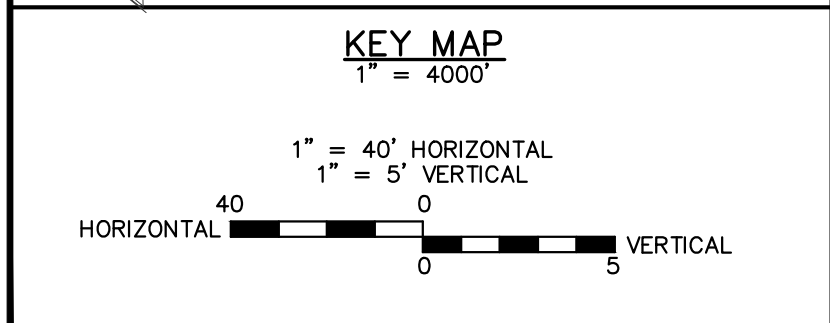 KEY MAP
1" = 4000'
1" = 40' HORIZONTAL
1" = 5' VERTICAL
40 0
HORIZONTAL VERTICAL
0 5